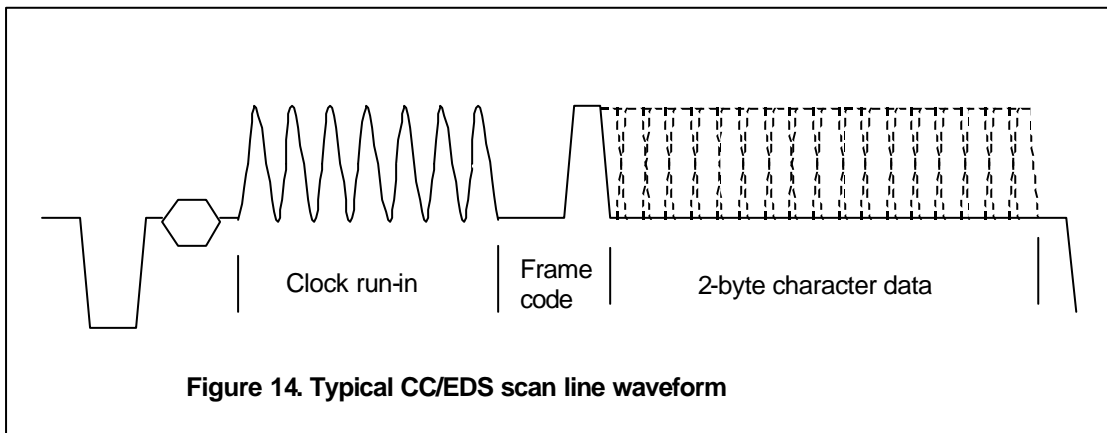 Clock run-in
Frame
code
2-byte character data
Figure 14. Typical CC/EDS scan line waveform